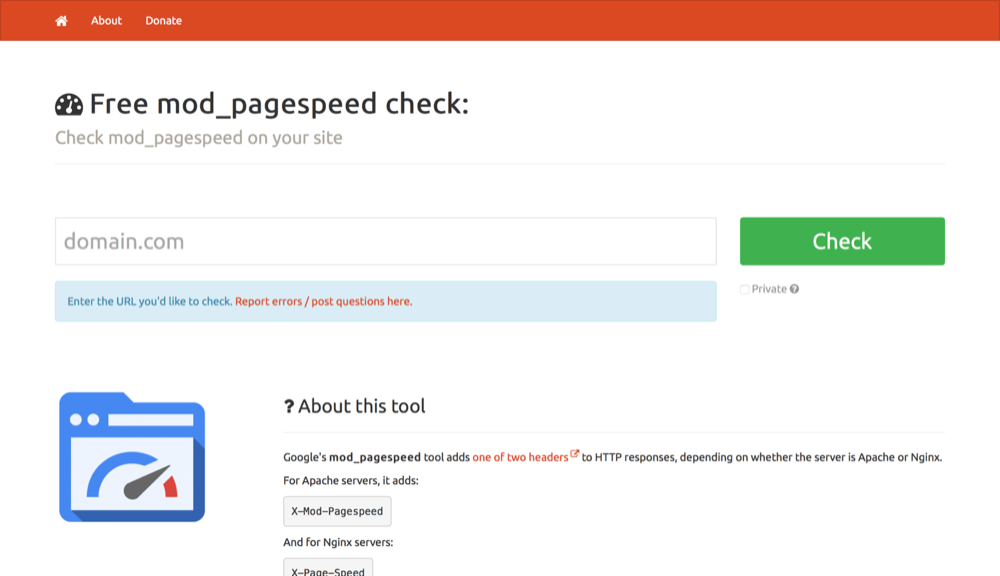 About Donate
Free mod_pagespeed check:
Check mod_pagespeed on your site
domain.com
Check
Enter the URL you'd like to check. Report errors / post questions here.
Private
? About this tool
Google's mod_pagespeed tool adds one of two headers to HTTP responses, depending on whether the server is Apache or Nginx.
For Apache servers, it adds:
X-Mod-Pagespeed
And for Nginx servers:
X-Page-Speed